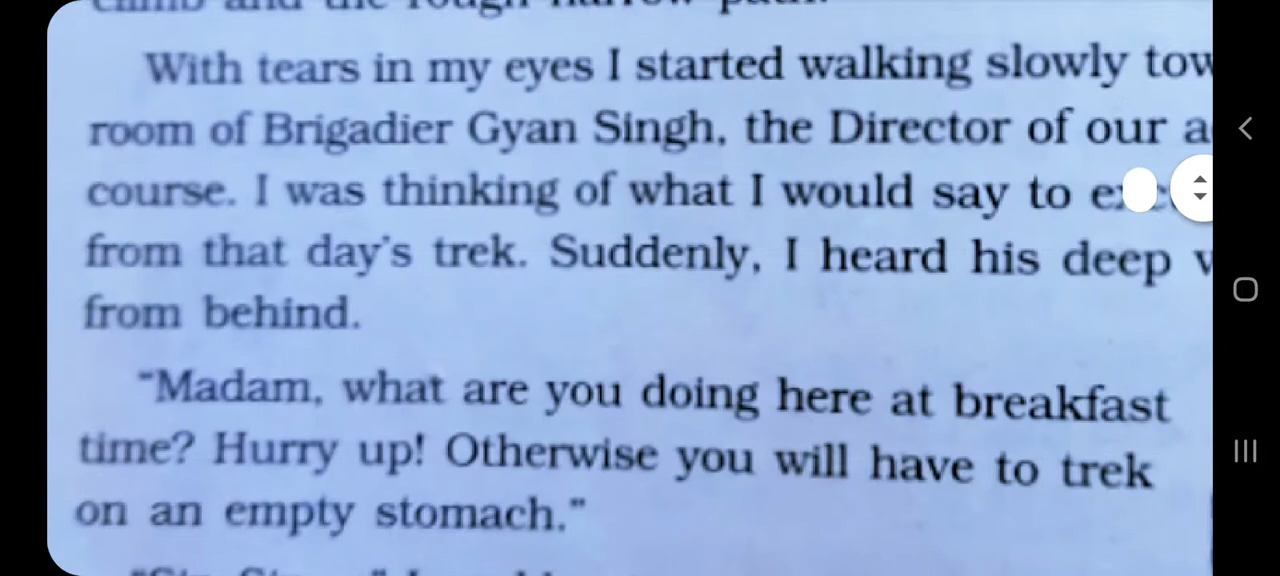 With tears in my eyes I started walking slowly
room of Brigadier Gyan Singh, the Director of our
course. I was thinking of what I would say to
from that day's trek. Suddenly, I heard his deep
from behind.
"Madam, what are you doing here at breakfast
time? Hurry up! Otherwise you will have to trek
on an empty stomach."